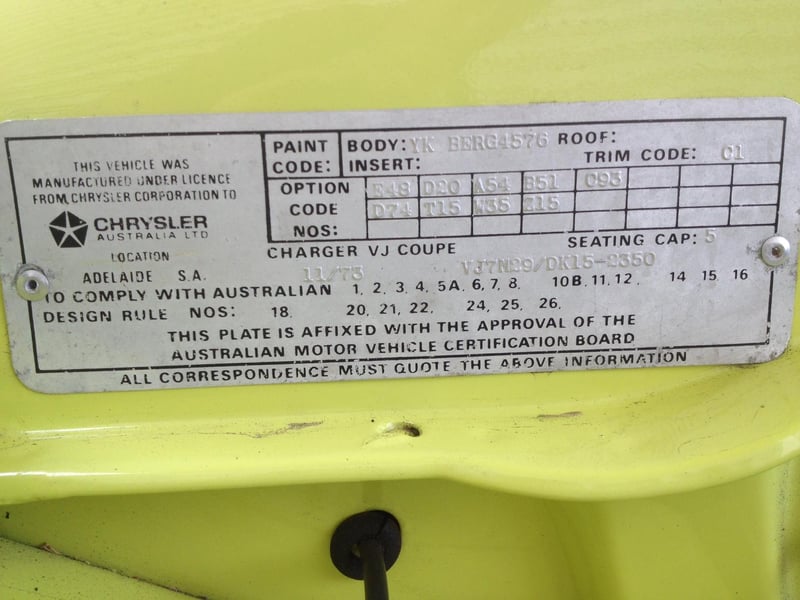 THIS VEHICLE WAS
MANUFACTURED UNDER LICENCE
FROM CHRYSLER CORPORATION TO
CHRYSLER
AUSTRALIA LTD
LOCATION
ADELAIDE S.A.
PAINT CODE:
BODY: YK BERG4576 ROOF:
INSERT: TRIM CODE: C1
OPTION CODE NOS:
E48 D20 A54 B51 C93
D74 T15 W35 Z15
CHARGER VJ COUPE SEATING CAP: 5
11/73 VJ7M29/DK15-2350
TO COMPLY WITH AUSTRALIAN 1, 2, 3, 4, 5A, 6, 7, 8, 10B, 11, 12, 14 15 16
DESIGN RULE NOS: 18, 20, 21, 22, 24, 25, 26,
THIS PLATE IS AFFIXED WITH THE APPROVAL OF THE
AUSTRALIAN MOTOR VEHICLE CERTIFICATION BOARD
ALL CORRESPONDENCE MUST QUOTE THE ABOVE INFORMATION